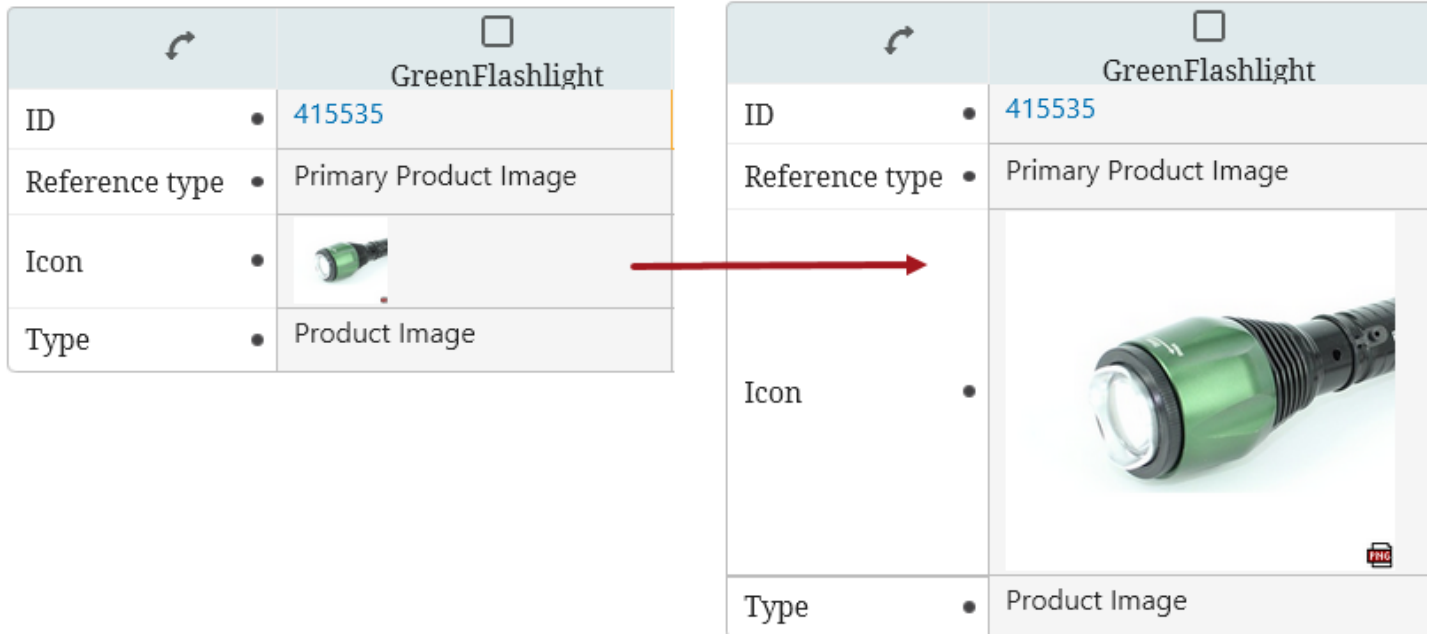 GreenFlashlight
ID 415535
Reference type Primary Product Image
Icon
Type Product Image
GreenFlashlight
ID 415535
Reference type Primary Product Image
Icon
PNG
Type Product Image